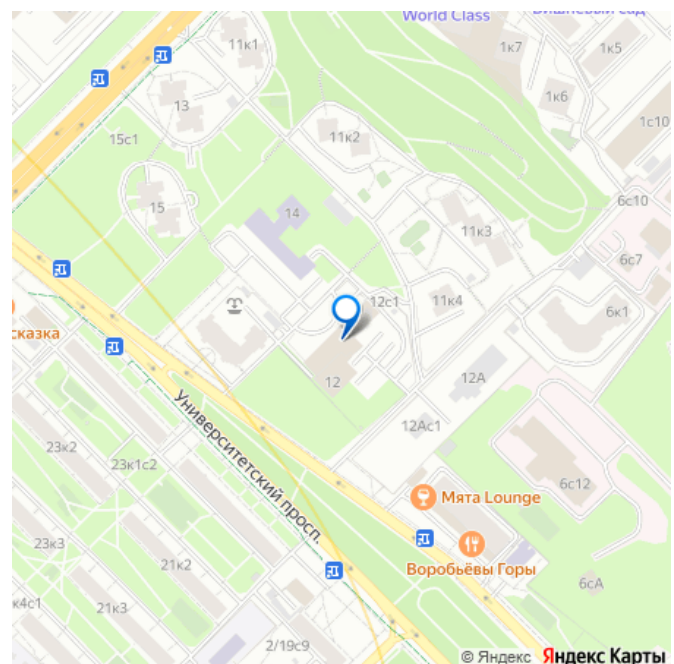 World Class
Вишнёвый сад
11к1
1к7
1к5
1к6
1с10
13
15с1
11к2
15
14
6с10
11к3
6с7
12с1
11к4
6к1
сказка
12
12А
Университетский просп.
12Ас1
23к2
23к1с2
6с12
Мята Lounge
23к3
21к2
Воробьёвы Горы
6сА
к4с1
21к3
2/19с9
© Яндекс Яндекс Карты